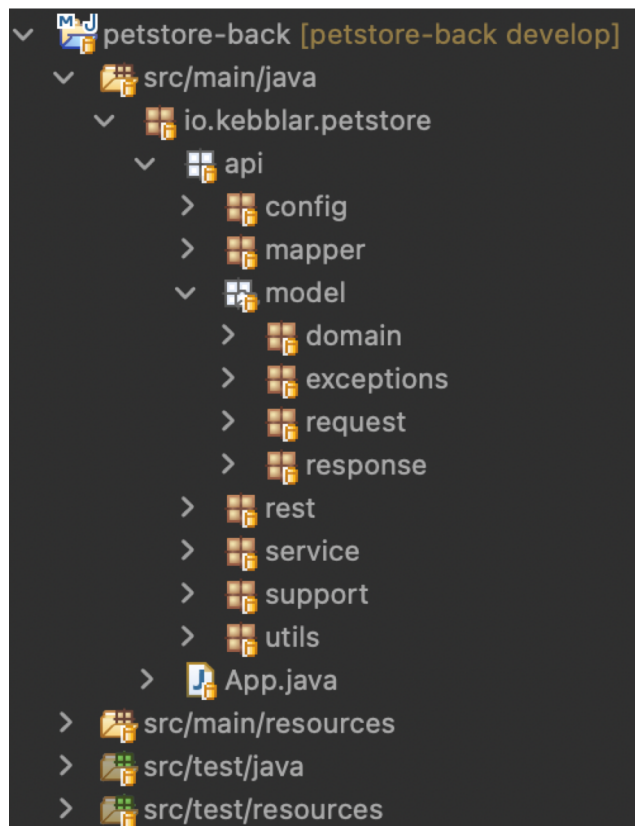 petstore-back [petstore-back develop]
src/main/java
io.kebblar.petstore
api
config
mapper
model
domain
exceptions
request
response
rest
service
support
utils
App.java
src/main/resources
src/test/java
src/test/resources